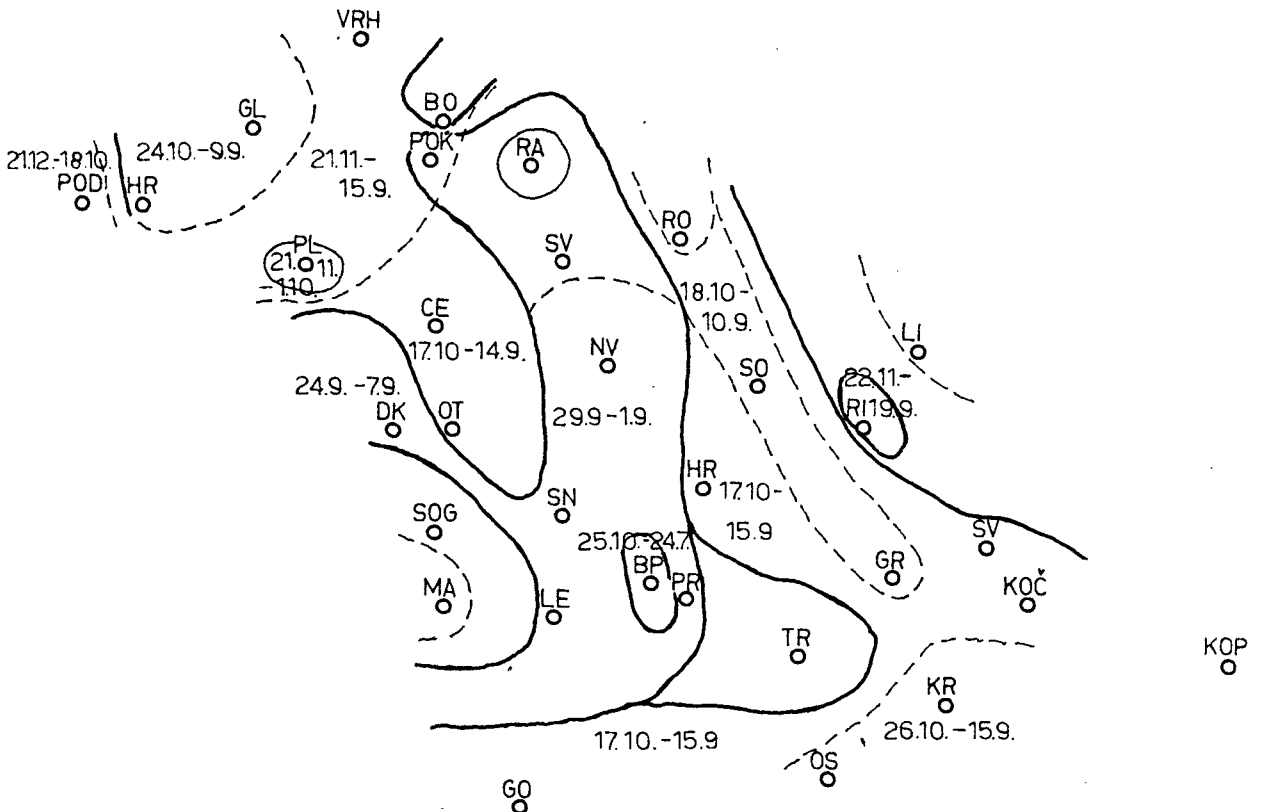 VRH
BO
GL
POK
RA
21.12.-18.10.
24.10.-9.9.
21.11.-
15.9.
PODI
HR
RO
PL
SV
21. 11.
-1.10.
18.10-
10.9.
CE
LI
17.10-14.9.
NV
SO
22.11.-
24.9.-7.9.
RI19.9.
DK
OT
29.9-1.9.
HR
17.10-
15.9
SN
SOG
25.10.-24.7.
SV
BP
GR
PR
MA
LE
KOČ
TR
KOP
KR
17.10.-15.9
26.10.-15.9.
OS
GO